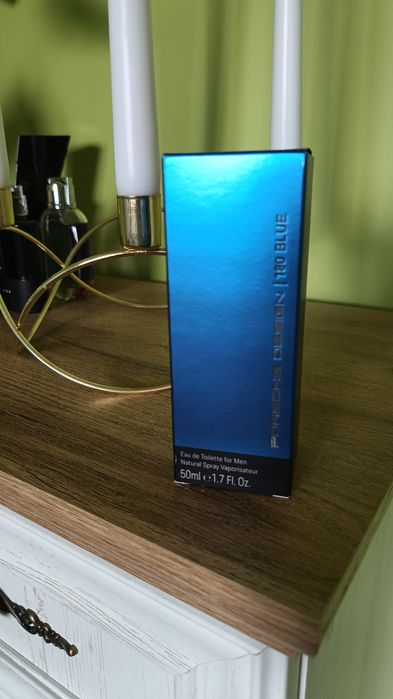 PORSCHE DESIGN | 180 BLUE
Eau de Toilette for Men
Natural Spray Vaporisateur
50ml e 1.7 Fl. Oz.